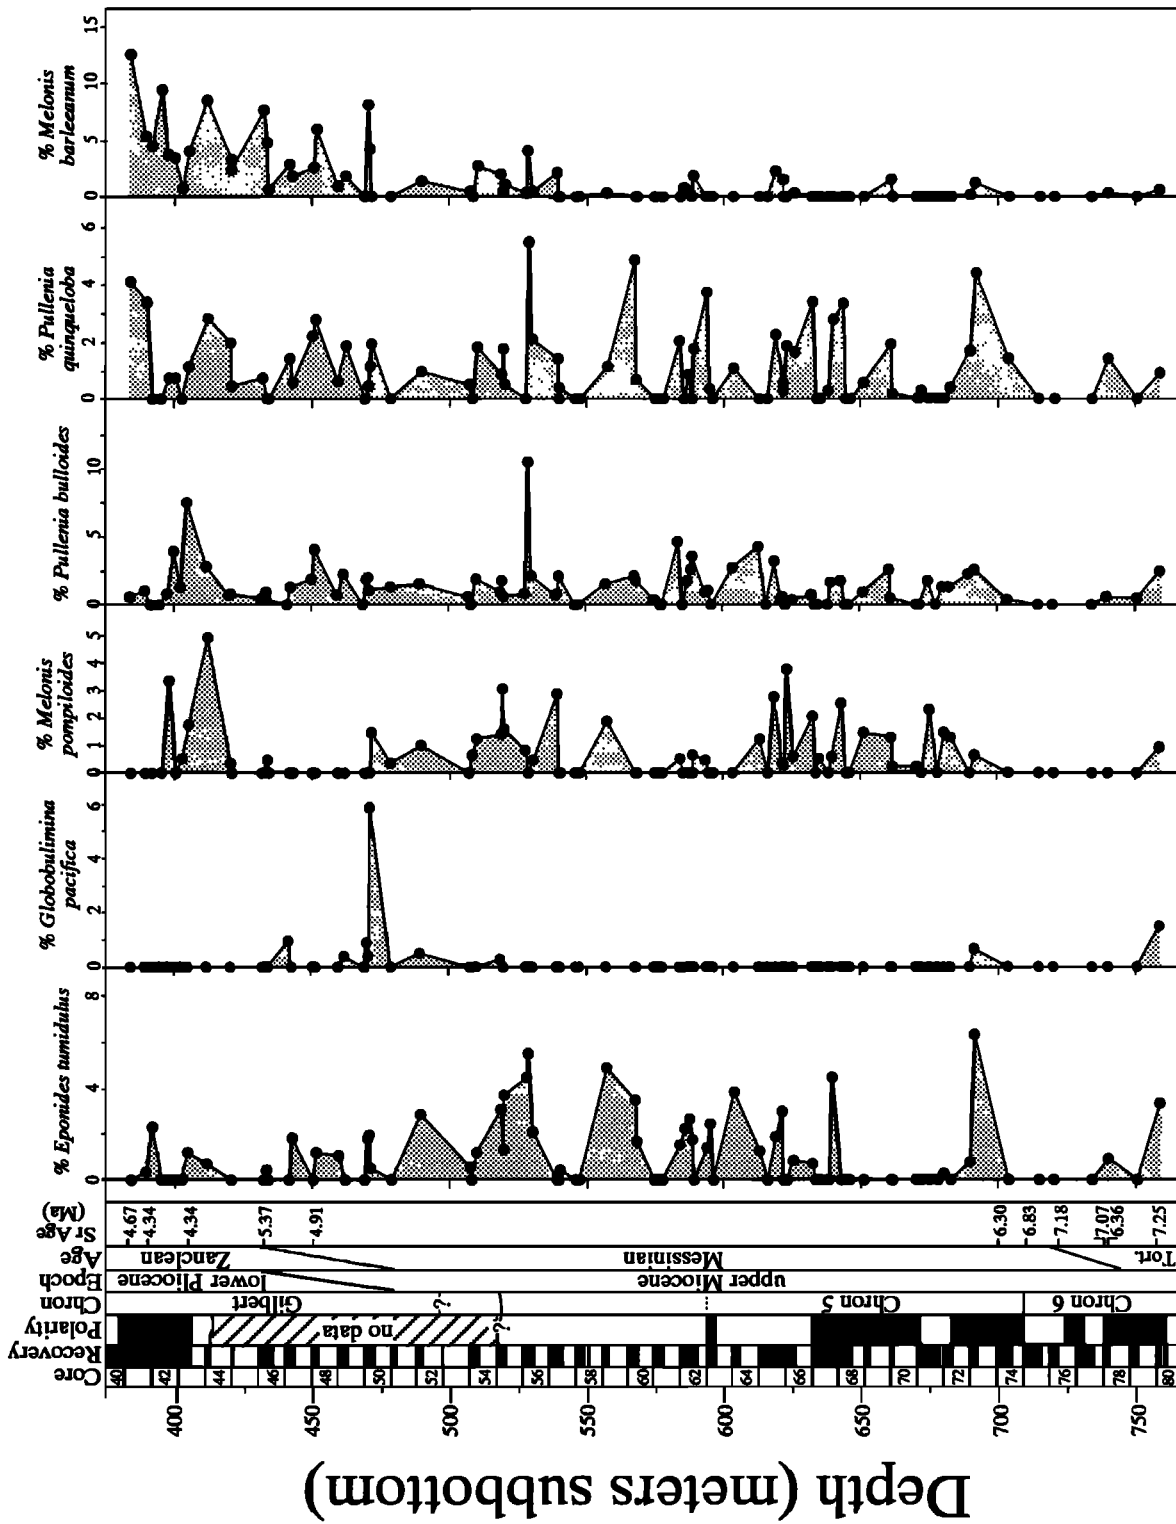 % Melonis
barleeanum
0
5
10
15
% Pullenia
quinqueloba
0
2
4
6
% Pullenia bulloides
0
5
10
% Melonis
pompiloides
0
1
2
3
4
5
% Globobulimina
pacifica
0
2
4
6
% Eponides tumidulus
0
4
8
Sr Age
(Ma)
4.67
4.34
4.34
5.37
4.91
6.30
6.83
7.18
7.07
6.36
7.25
Age
Zanclean
Messinian
Tort.
Epoch
lower Pliocene
upper Miocene
Chron
Gilbert
-?-
?
Chron 5
Chron 6
Polarity
no data
Recovery
Core
40
42
44
46
48
50
52
54
56
58
60
62
64
66
68
70
72
74
76
78
80
400
450
500
550
600
650
700
750
Depth (meters subbottom)